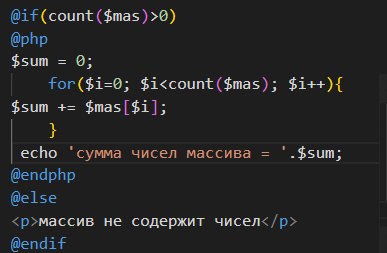 @if(count($mas)>0)
@php
$sum = 0;
for($i=0; $i<count($mas); $i++){
$sum += $mas[$i];
}
echo 'сумма чисел массива = '.$sum;
@endphp
@else
<p>массив не содержит чисел</p>
@endif